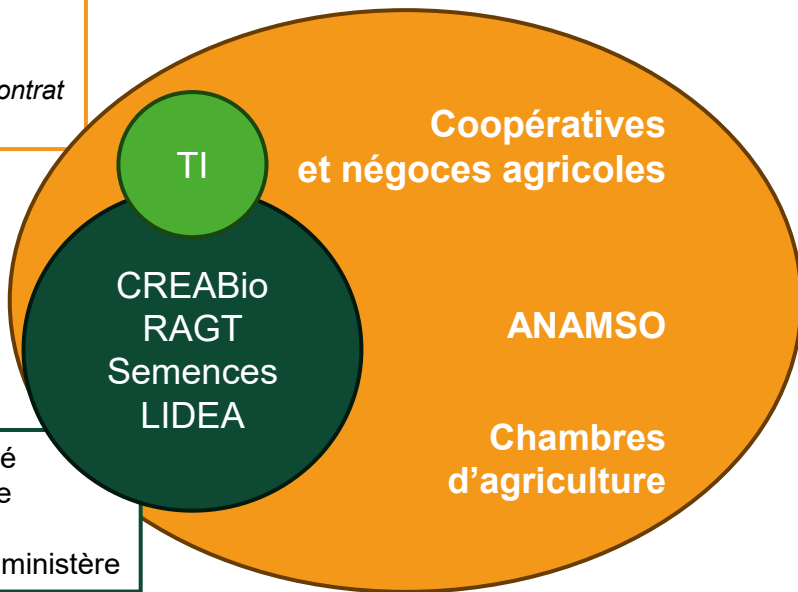 ontrat
TI
Coopératives
et négoces agricoles
CREABio
RAGT
Semences
LIDEA
ANAMSO
Chambres
d’agriculture
é
e
ministère